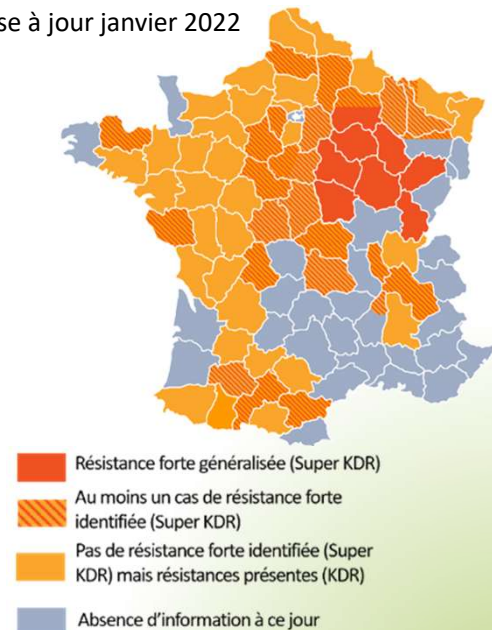 se à jour janvier 2022
Résistance forte généralisée (Super KDR)
Au moins un cas de résistance forte
identifiée (Super KDR)
Pas de résistance forte identifiée (Super
KDR) mais résistances présentes (KDR)
Absence d'information à ce jour